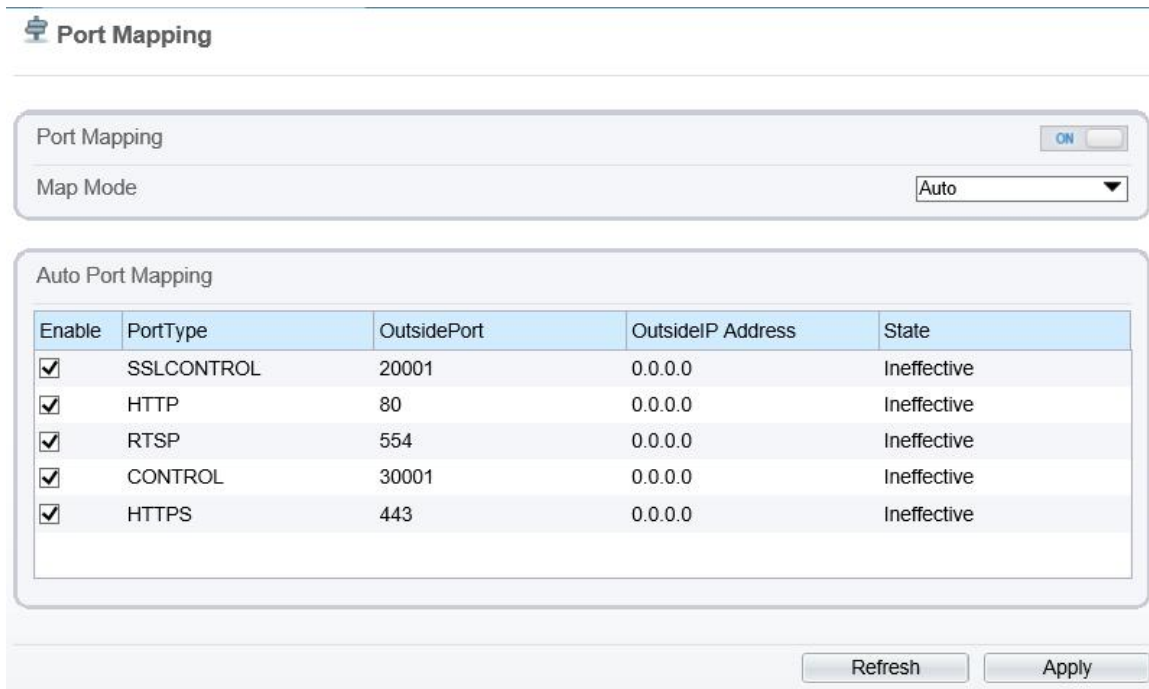 Port Mapping
Port Mapping
ON
Map Mode
Auto
Auto Port Mapping
Enable PortType OutsidePort OutsideIP Address State
SSLCONTROL 20001 0.0.0.0 Ineffective
HTTP 80 0.0.0.0 Ineffective
RTSP 554 0.0.0.0 Ineffective
CONTROL 30001 0.0.0.0 Ineffective
HTTPS 443 0.0.0.0 Ineffective
Refresh Apply